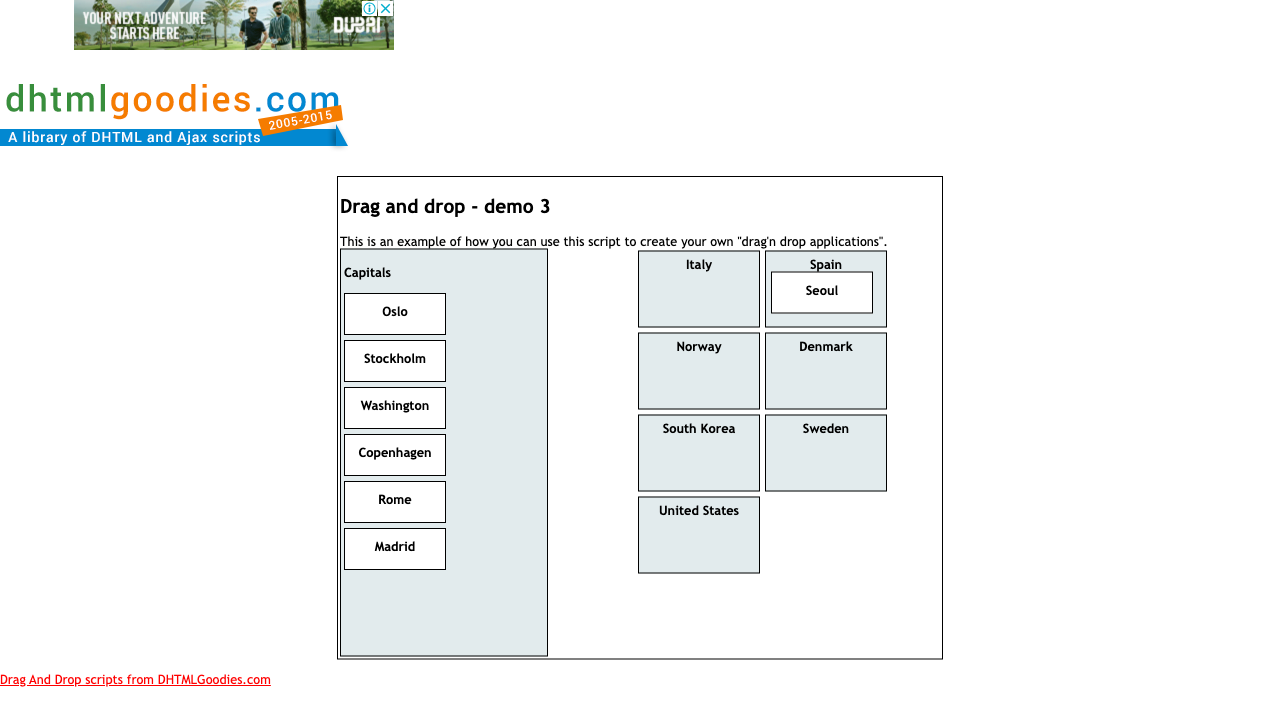 YOUR NEXT ADVENTURE
STARTS HERE
DUBAI
dhtmlgoodies.com
2005-2015
A library of DHTML and Ajax scripts
Drag and drop - demo 3
This is an example of how you can use this script to create your own "drag'n drop applications".
Capitals
Oslo
Stockholm
Washington
Copenhagen
Rome
Madrid
Italy
Spain
Seoul
Norway
Denmark
South Korea
Sweden
United States
Drag And Drop scripts from DHTMLGoodies.com